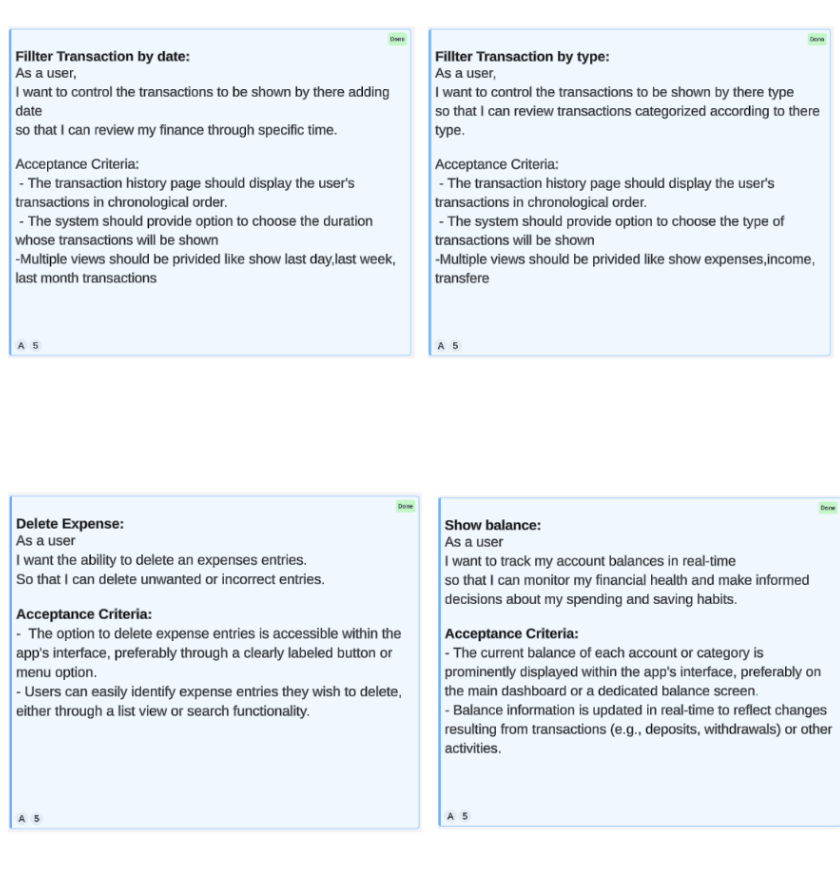 Done
Fillter Transaction by date:
As a user,
I want to control the transactions to be shown by there adding
date
so that I can review my finance through specific time.
Acceptance Criteria:
- The transaction history page should display the user's
transactions in chronological order.
- The system should provide option to choose the duration
whose transactions will be shown
-Multiple views should be privided like show last day,last week,
last month transactions
A 5
Done
Fillter Transaction by type:
As a user,
I want to control the transactions to be shown by there type
so that I can review transactions categorized according to there
type.
Acceptance Criteria:
- The transaction history page should display the user's
transactions in chronological order.
- The system should provide option to choose the type of
transactions will be shown
-Multiple views should be privided like show expenses,income,
transfere
A 5
Done
Delete Expense:
As a user
I want the ability to delete an expenses entries.
So that I can delete unwanted or incorrect entries.
Acceptance Criteria:
- The option to delete expense entries is accessible within the
app's interface, preferably through a clearly labeled button or
menu option.
- Users can easily identify expense entries they wish to delete,
either through a list view or search functionality.
A 5
Done
Show balance:
As a user
I want to track my account balances in real-time
so that I can monitor my financial health and make informed
decisions about my spending and saving habits.
Acceptance Criteria:
- The current balance of each account or category is
prominently displayed within the app's interface, preferably on
the main dashboard or a dedicated balance screen.
- Balance information is updated in real-time to reflect changes
resulting from transactions (e.g., deposits, withdrawals) or other
activities.
A 5